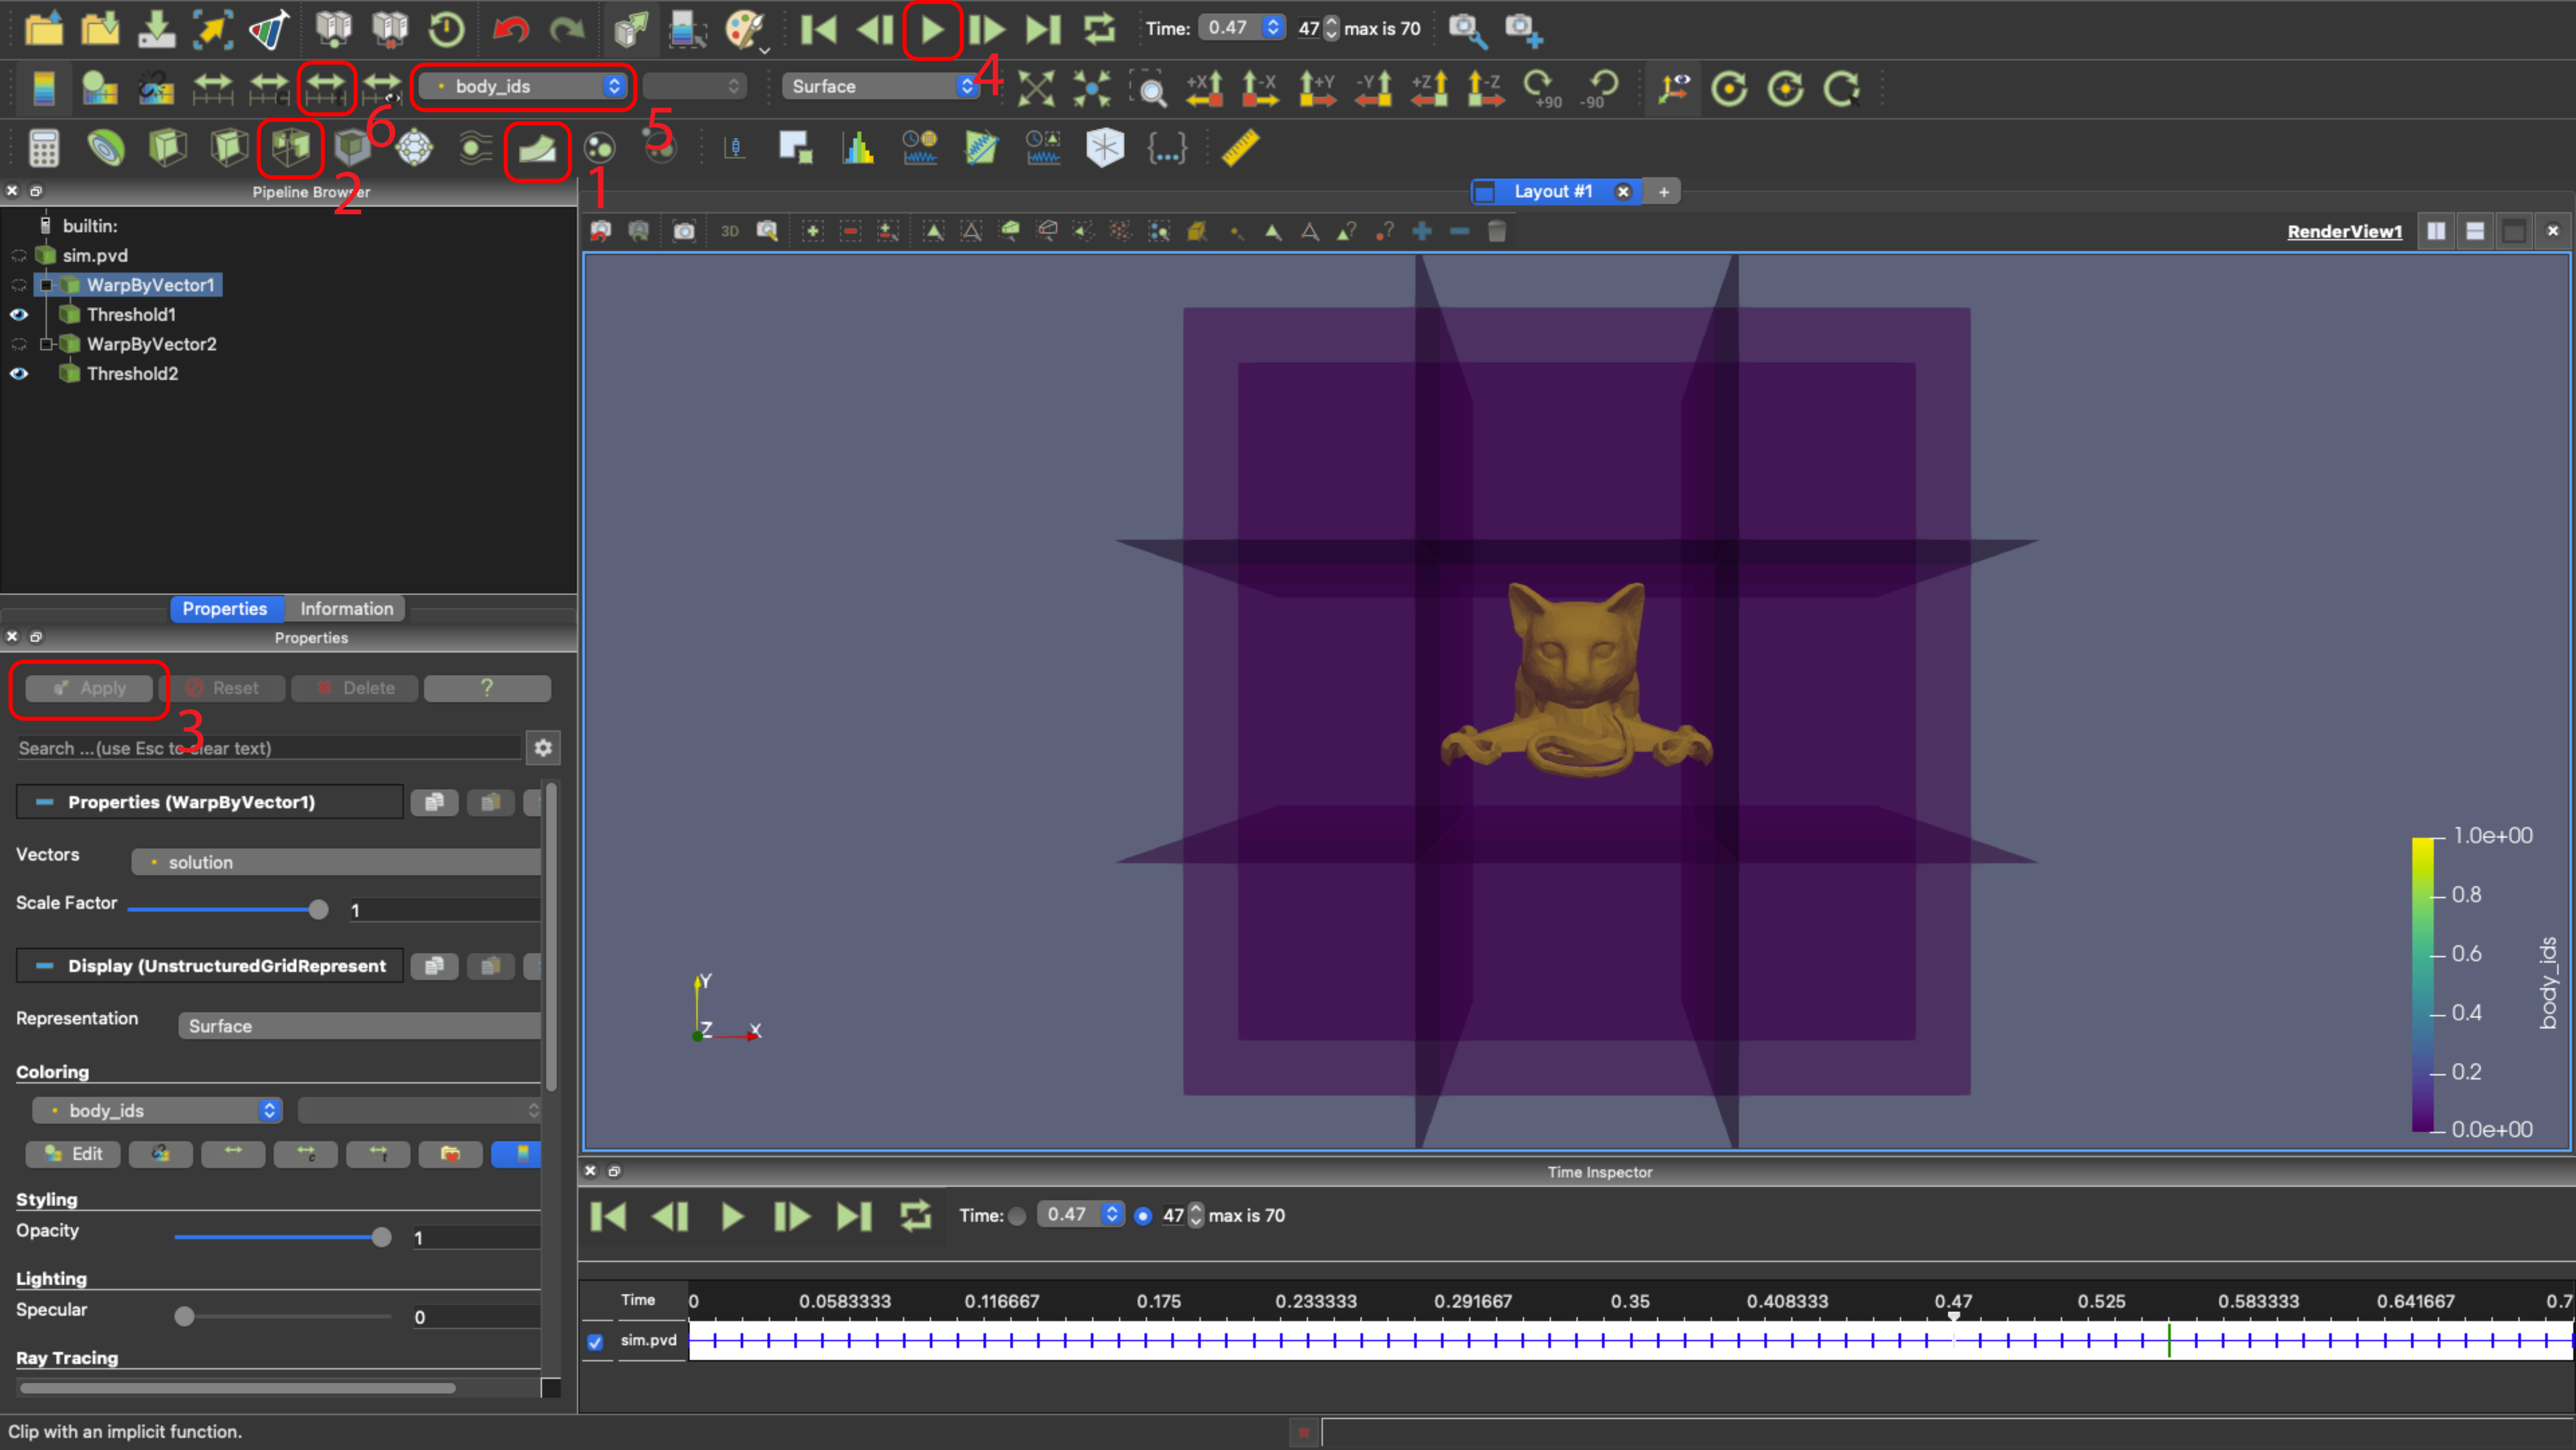 Time: 0.47 47 max is 70
body_ids Surface +X -X +Y -Y +Z -Z +90 -90
4
6
5
2
1
Pipeline Browser
Layout #1 +
builtin:
3D
RenderView1
sim.pvd
WarpByVector1
Threshold1
WarpByVector2
Threshold2
Properties Information
Properties
Apply Reset Delete ?
3
Search ...(use Esc to clear text)
Properties (WarpByVector1)
Vectors solution
Scale Factor 1
Display (UnstructuredGridRepresent
Representation Surface
Coloring
body_ids
Edit
Styling
Opacity 1
Lighting
Specular 0
Ray Tracing
1.0e+00
0.8
0.6
0.4
0.2
0.0e+00
body_ids
Y
Z X
Time Inspector
Time: 0.47 47 max is 70
Time 0 0.0583333 0.116667 0.175 0.233333 0.291667 0.35 0.408333 0.47 0.525 0.583333 0.641667 0.7
sim.pvd
Clip with an implicit function.